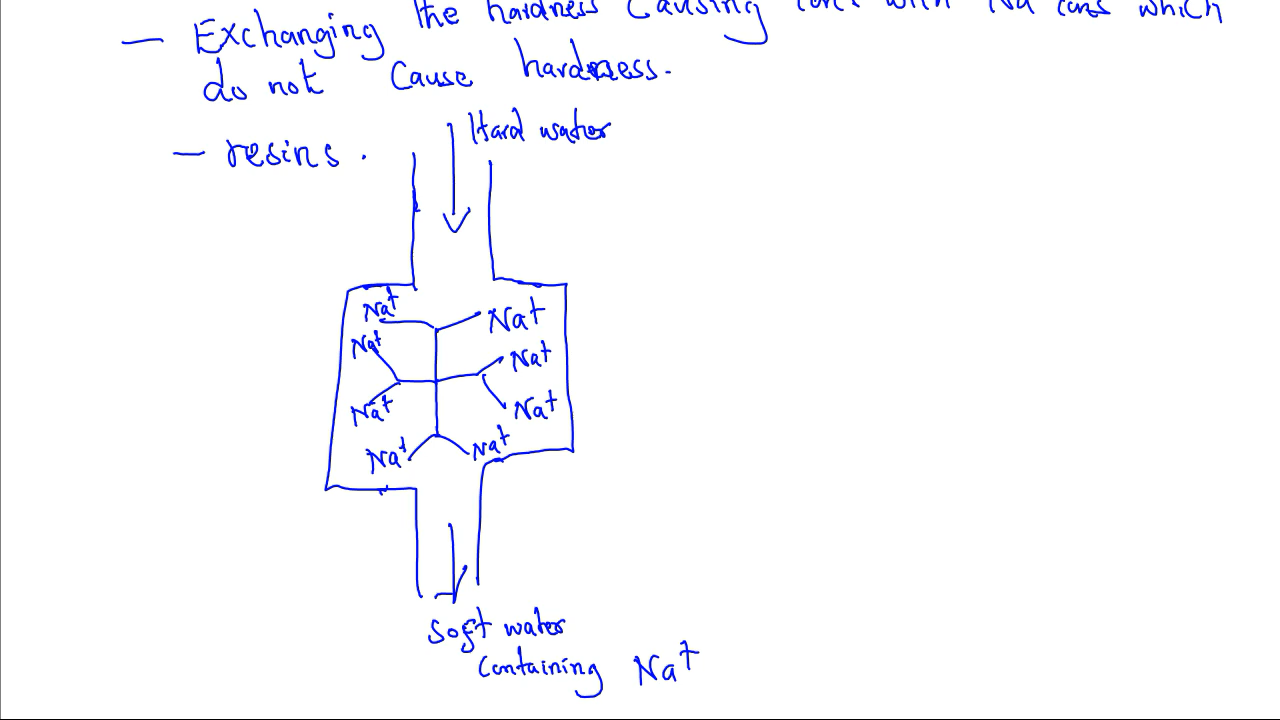 — Exchanging the hardness causing ions with Na ions which
do not cause hardness.
— resins.
Hard water
Na+
Na+
Na+
Na+
Na+
Na+
Na+
Na+
Soft water
containing Na+